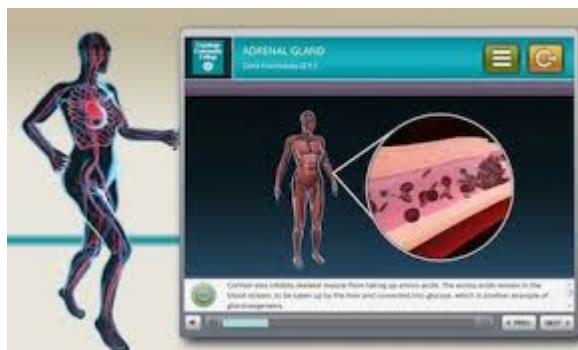 ADRENAL GLAND
Cortisol also inhibits skeletal muscle from taking up amino acids. The amino acids remain in the
blood stream, to be taken up by the liver and converted into glucose, which is another example of
gluconeogenesis.
PREV
NEXT